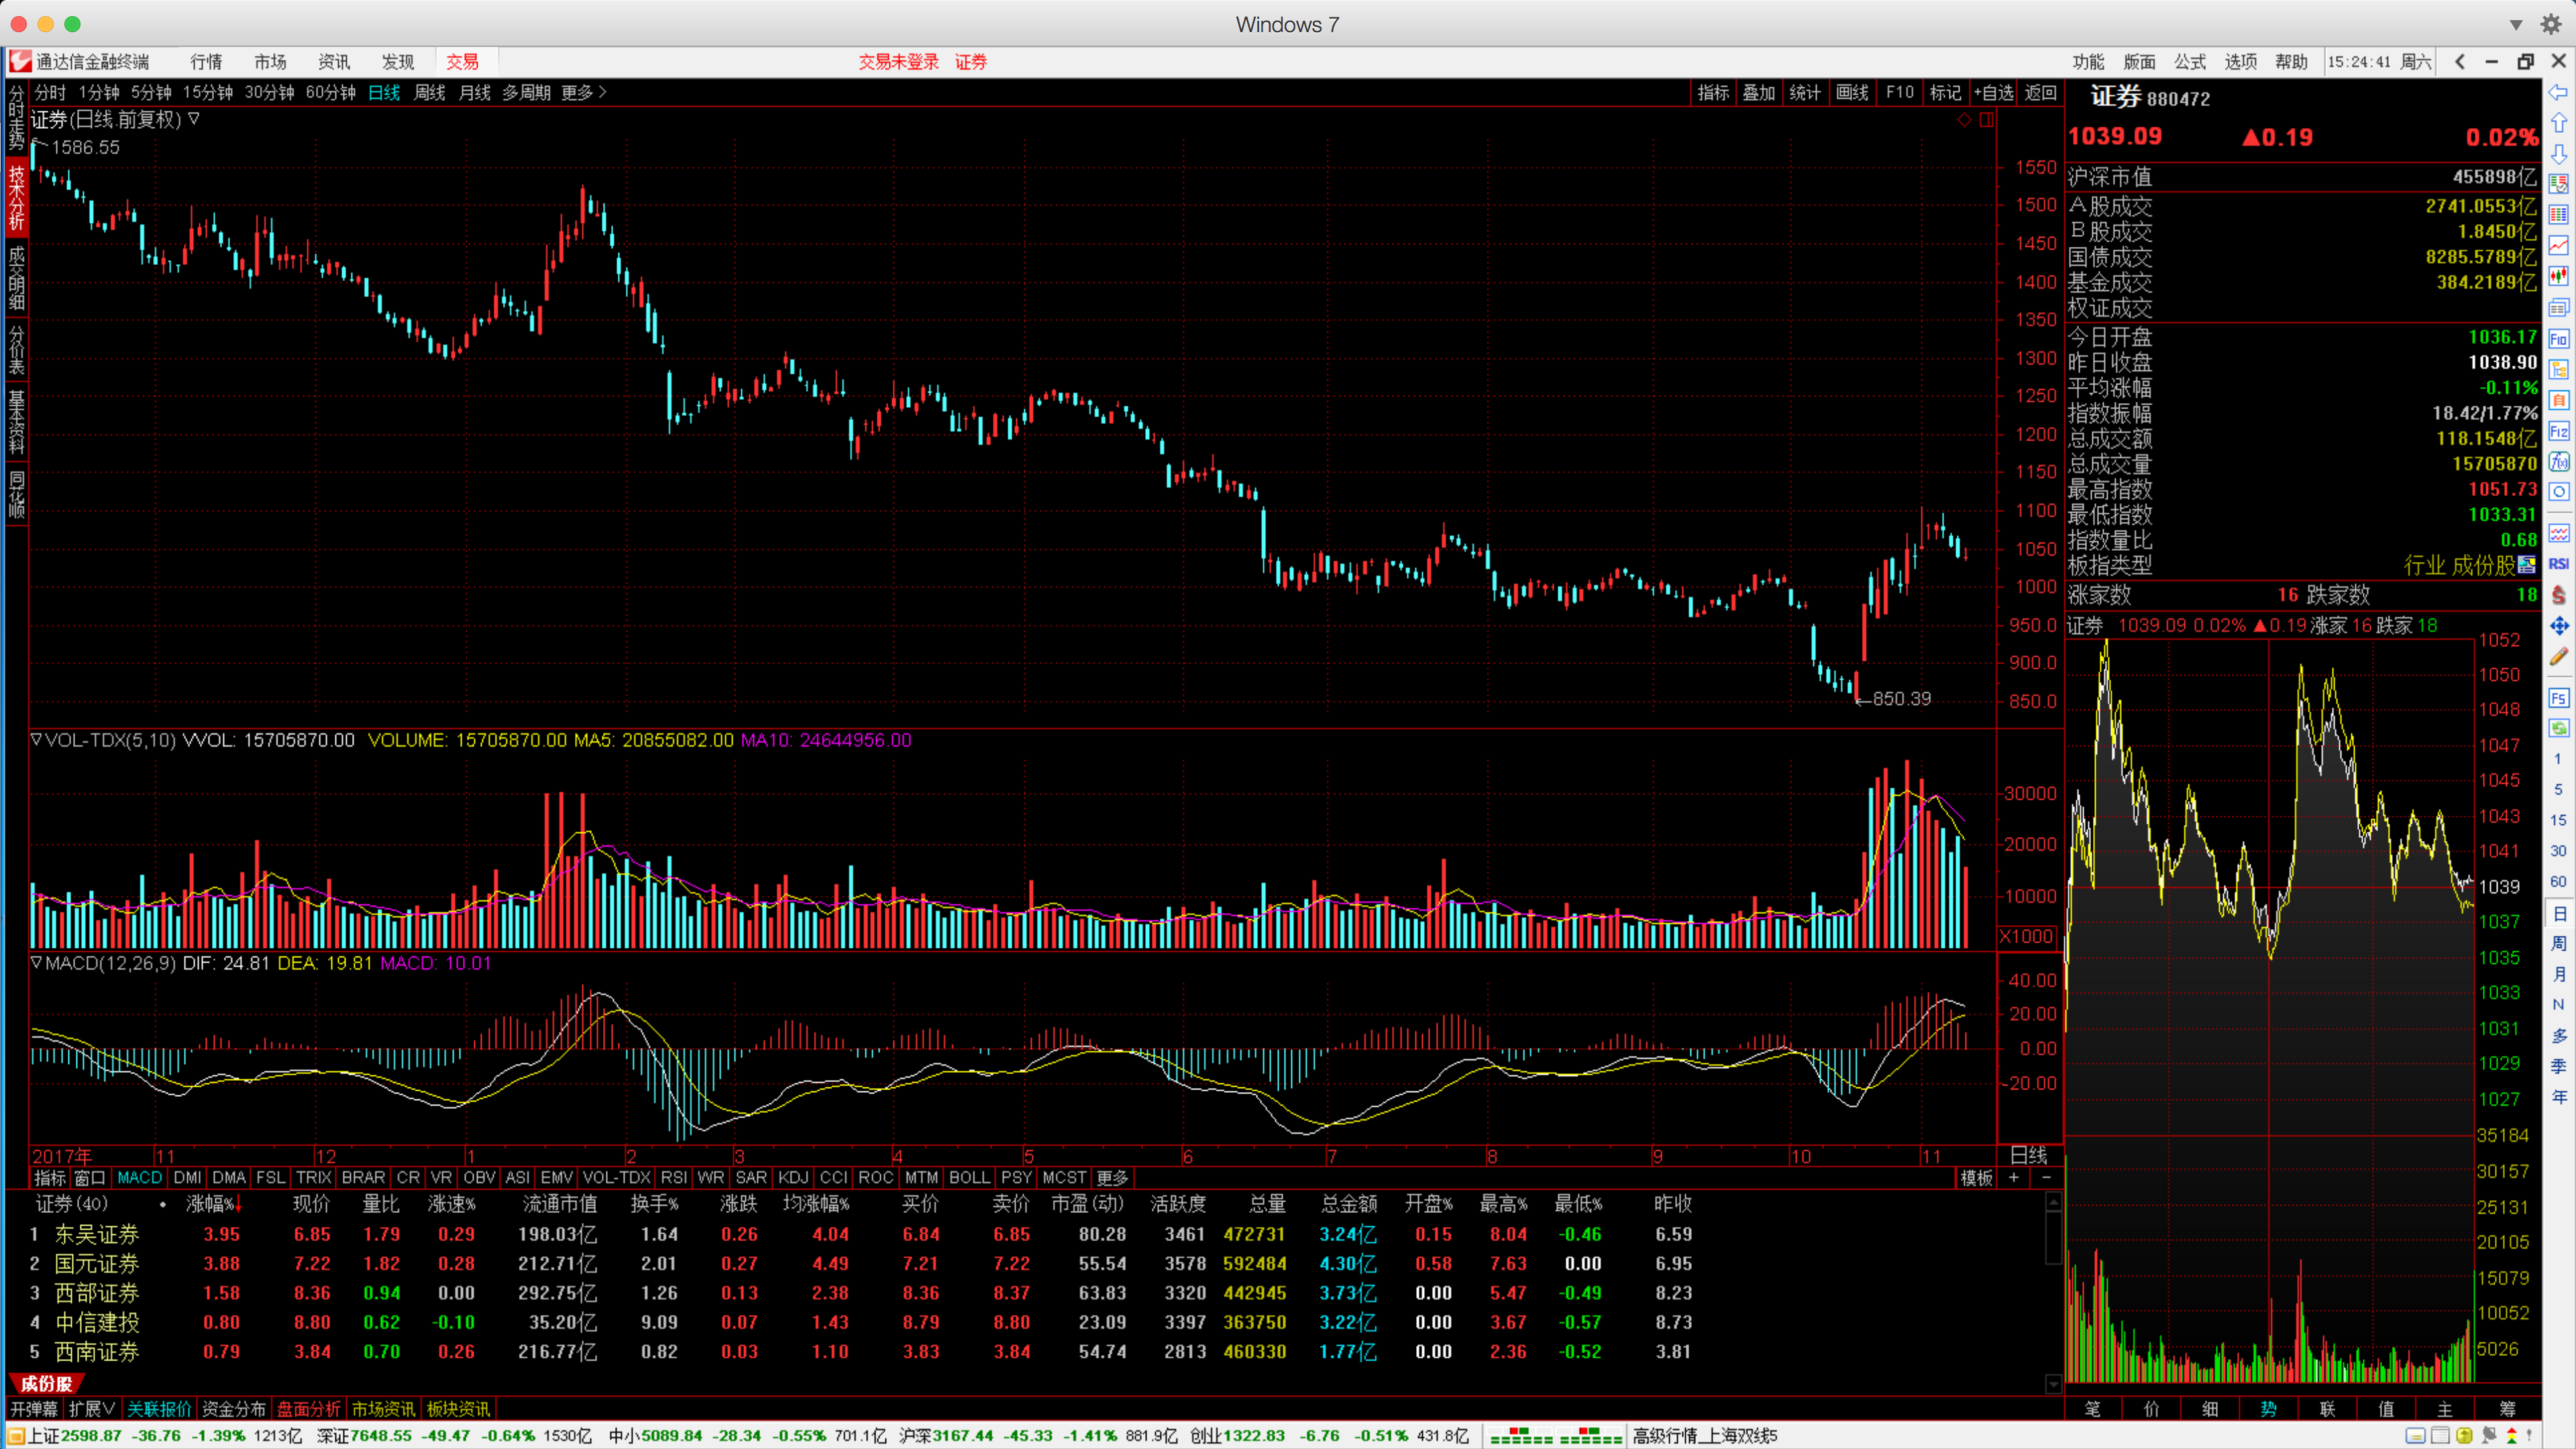 Windows 7
通达信金融终端 行情 市场 资讯 发现 交易 交易未登录 证券 功能 版面 公式 选项 帮助 15:24:41 周六
分时 1分钟 5分钟 15分钟 30分钟 60分钟 日线 周线 月线 多周期 更多 指标 叠加 统计 画线 F10 标记 +自选 返回
分时走势
技术分析
成交明细
分价表
基本资料
同花顺
证券(日线.前复权)
1586.55
1550
1500
1450
1400
1350
1300
1250
1200
1150
1100
1050
1000
950.0
900.0
850.0
850.39
VOL-TDX(5,10) VVOL: 15705870.00 VOLUME: 15705870.00 MA5: 20855082.00 MA10: 24644956.00
30000
20000
10000
X1000
MACD(12,26,9) DIF: 24.81 DEA: 19.81 MACD: 10.01
40.00
20.00
0.00
-20.00
2017年 11 12 1 2 3 4 5 6 7 8 9 10 11 日线
指标 窗口 MACD DMI DMA FSL TRIX BRAR CR VR OBV ASI EMV VOL-TDX RSI WR SAR KDJ CCI ROC MTM BOLL PSY MCST 更多 模板 + −
证券(40) 涨幅% 现价 量比 涨速% 流通市值 换手% 涨跌 均涨幅% 买价 卖价 市盈(动) 活跃度 总量 总金额 开盘% 最高% 最低% 昨收
1 东吴证券 3.95 6.85 1.79 0.29 198.03亿 1.64 0.26 4.04 6.84 6.85 80.28 3461 472731 3.24亿 0.15 8.04 -0.46 6.59
2 国元证券 3.88 7.22 1.82 0.28 212.71亿 2.01 0.27 4.49 7.21 7.22 55.54 3578 592484 4.30亿 0.58 7.63 0.00 6.95
3 西部证券 1.58 8.36 0.94 0.00 292.75亿 1.26 0.13 2.38 8.36 8.37 63.83 3320 442945 3.73亿 0.00 5.47 -0.49 8.23
4 中信建投 0.80 8.80 0.62 -0.10 35.20亿 9.09 0.07 1.43 8.79 8.80 23.09 3397 363750 3.22亿 0.00 3.67 -0.57 8.73
5 西南证券 0.79 3.84 0.70 0.26 216.77亿 0.82 0.03 1.10 3.83 3.84 54.74 2813 460330 1.77亿 0.00 2.36 -0.52 3.81
成份股
开弹幕 扩展 关联报价 资金分布 盘面分析 市场资讯 板块资讯
证券 880472
1039.09 ▲0.19 0.02%
沪深市值 455898亿
A股成交 2741.0553亿
B股成交 1.8450亿
国债成交 8285.5789亿
基金成交 384.2189亿
权证成交
今日开盘 1036.17
昨日收盘 1038.90
平均涨幅 -0.11%
指数振幅 18.42/1.77%
总成交额 118.1548亿
总成交量 15705870
最高指数 1051.73
最低指数 1033.31
指数量比 0.68
板指类型 行业 成份股
涨家数 16 跌家数 18
证券 1039.09 0.02% ▲0.19 涨家 16 跌家 18
1052
1050
1048
1047
1045
1043
1041
1039
1037
1035
1033
1031
1029
1027
35184
30157
25131
20105
15079
10052
5026
笔 价 细 势 联 值 主 筹
F10
自
F12
f(x)
RSI
F5
1
5
15
30
60
日
周
月
N
多
季
年
上证2598.87 -36.76 -1.39% 1213亿 深证7648.55 -49.47 -0.64% 1530亿 中小5089.84 -28.34 -0.55% 701.1亿 沪深3167.44 -45.33 -1.41% 881.9亿 创业1322.83 -6.76 -0.51% 431.8亿 高级行情_上海双线5